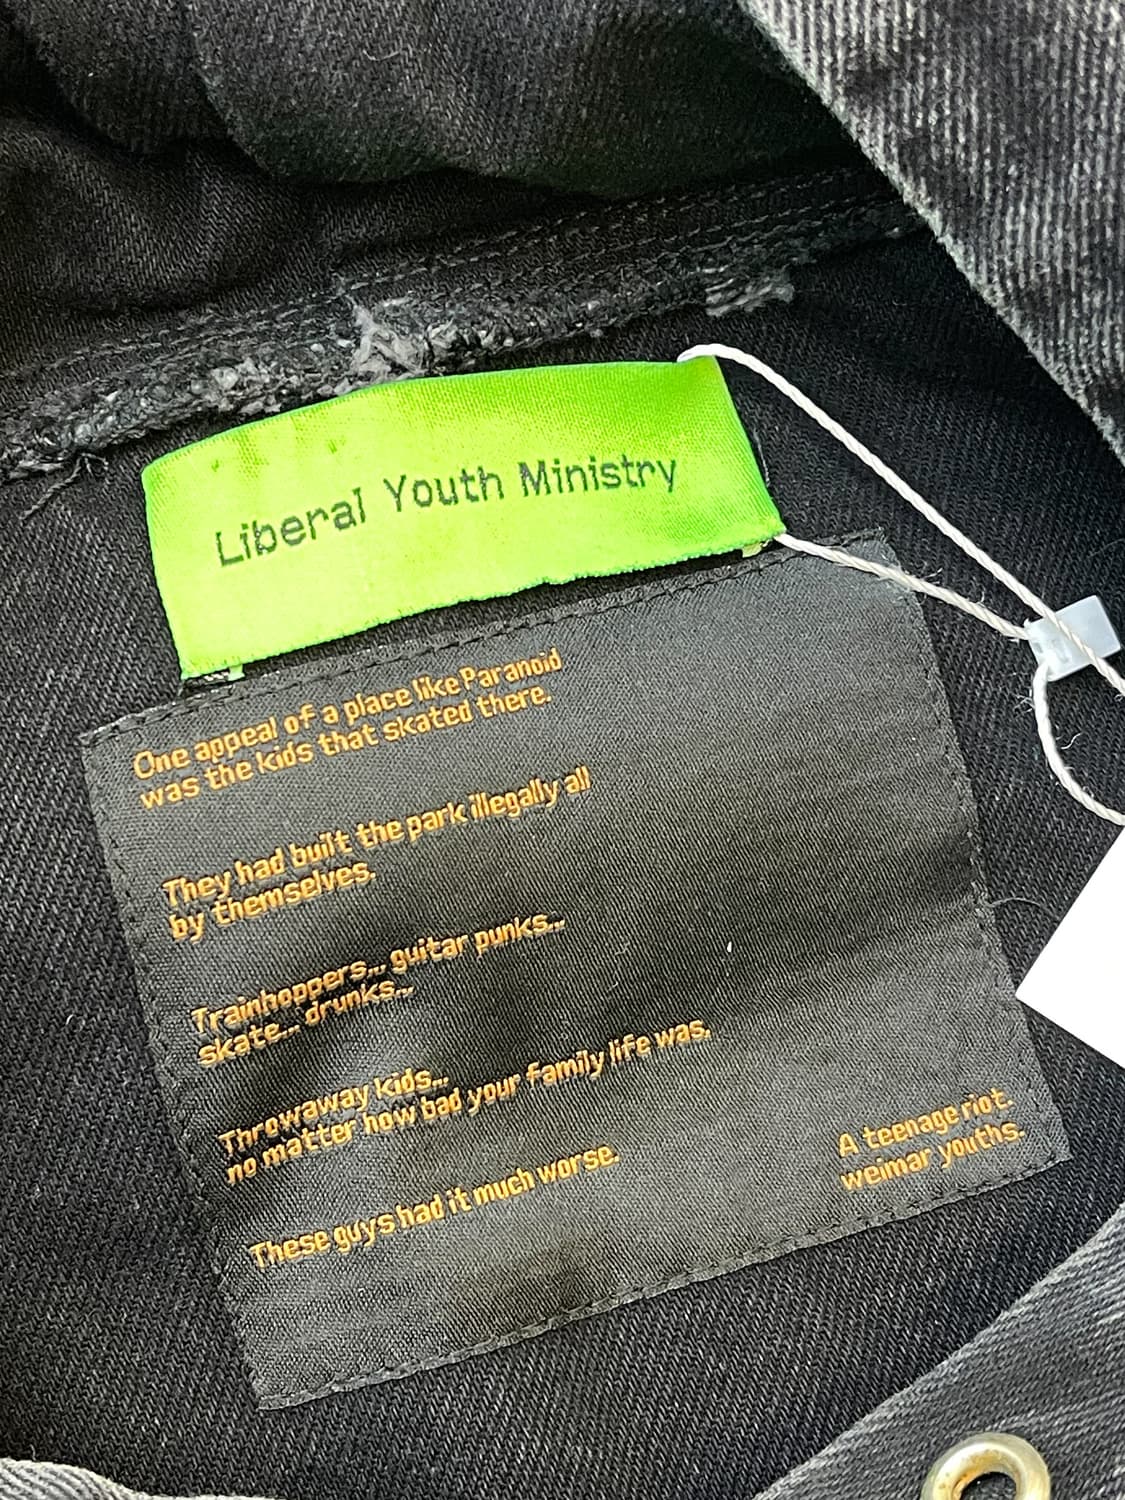 Liberal Youth Ministry
One appeal of a place like Paranoid
was the kids that skated there.
They had built the park illegally all
by themselves.
Trainhoppers... guitar punks...
skate... drunks...
Throwaway kids...
no matter how bad your family life was,
These guys had it much worse.
A teenage riot.
weimar youths.